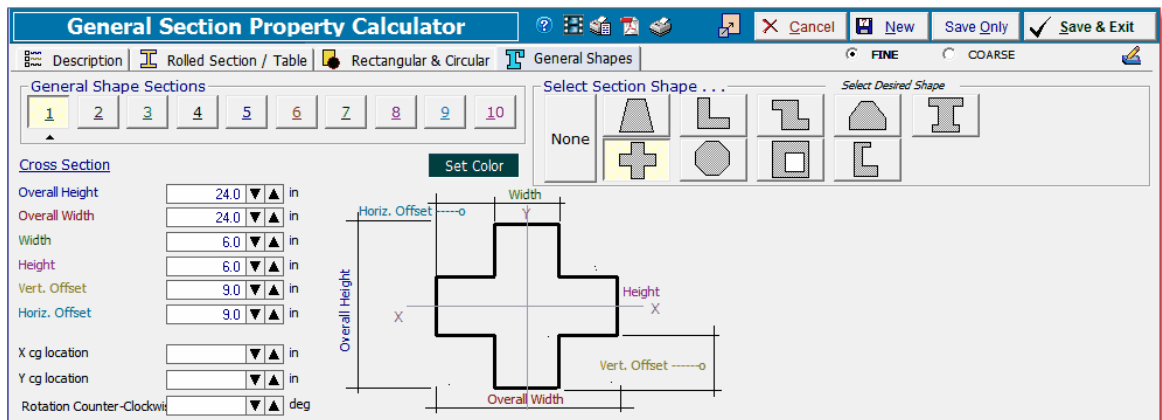 General Section Property Calculator ? Cancel New Save Only Save & Exit
Description Rolled Section / Table Rectangular & Circular General Shapes FINE COARSE
General Shape Sections
1 2 3 4 5 6 7 8 9 10
Select Section Shape . . . Select Desired Shape
None
Cross Section Set Color
Overall Height 24.0 in
Overall Width 24.0 in
Width 6.0 in
Height 6.0 in
Vert. Offset 9.0 in
Horiz. Offset 9.0 in
X cg location in
Y cg location in
Rotation Counter-Clockwi deg
Width
Horiz. Offset -----o
Y
Overall Height
Height
X X
Vert. Offset ------o
Overall Width